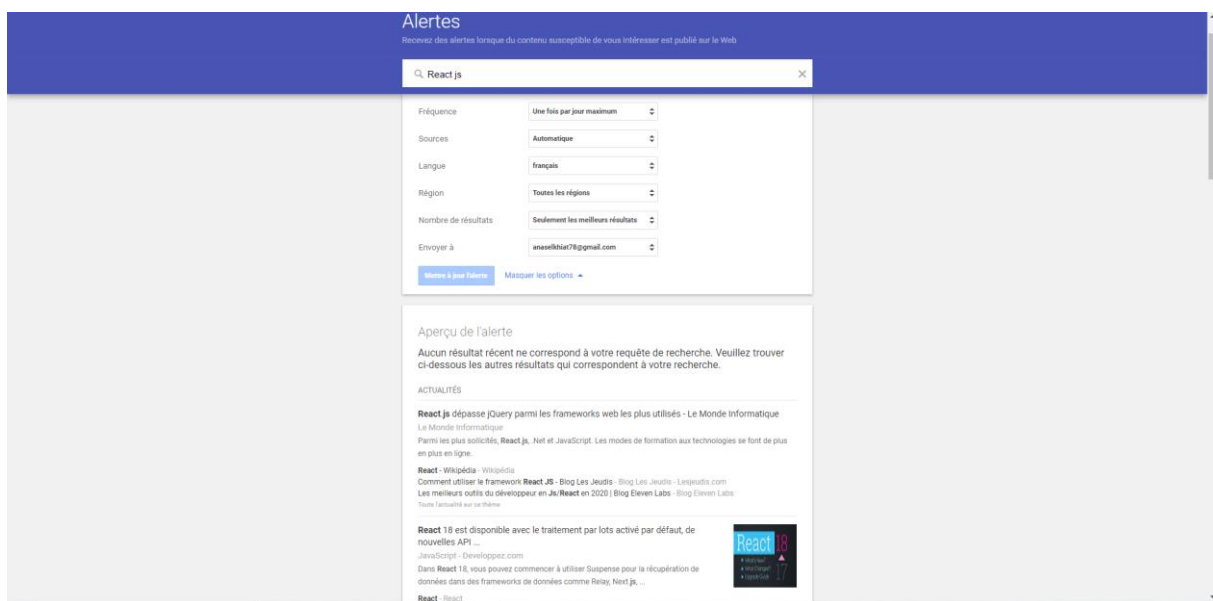 Alertes
Recevez des alertes lorsque du contenu susceptible de vous intéresser est publié sur le Web
React js
Fréquence Une fois par jour maximum
Sources Automatique
Langue français
Région Toutes les régions
Nombre de résultats Seulement les meilleurs résultats
Envoyer à anaselkhiat78@gmail.com
Mettre à jour l'alerte Masquer les options
Aperçu de l'alerte
Aucun résultat récent ne correspond à votre requête de recherche. Veuillez trouver
ci-dessous les autres résultats qui correspondent à votre recherche.
ACTUALITÉS
React.js dépasse jQuery parmi les frameworks web les plus utilisés - Le Monde Informatique
Le Monde Informatique
Parmi les plus sollicités, React.js, .Net et JavaScript. Les modes de formation aux technologies se font de plus
en plus en ligne.
React - Wikipédia - Wikipédia
Comment utiliser le framework React JS - Blog Les Jeudis - Blog Les Jeudis - Lesjeudis.com
Les meilleurs outils du développeur en Js/React en 2020 | Blog Eleven Labs - Blog Eleven Labs
Toute l'actualité sur ce thème
React 18 est disponible avec le traitement par lots activé par défaut, de
nouvelles API ...
JavaScript - Developpez.com
Dans React 18, vous pouvez commencer à utiliser Suspense pour la récupération de
données dans des frameworks de données comme Relay, Next.js, ...
React 18
What's New?
What Changes?
Upgrade Guide
17
React - React